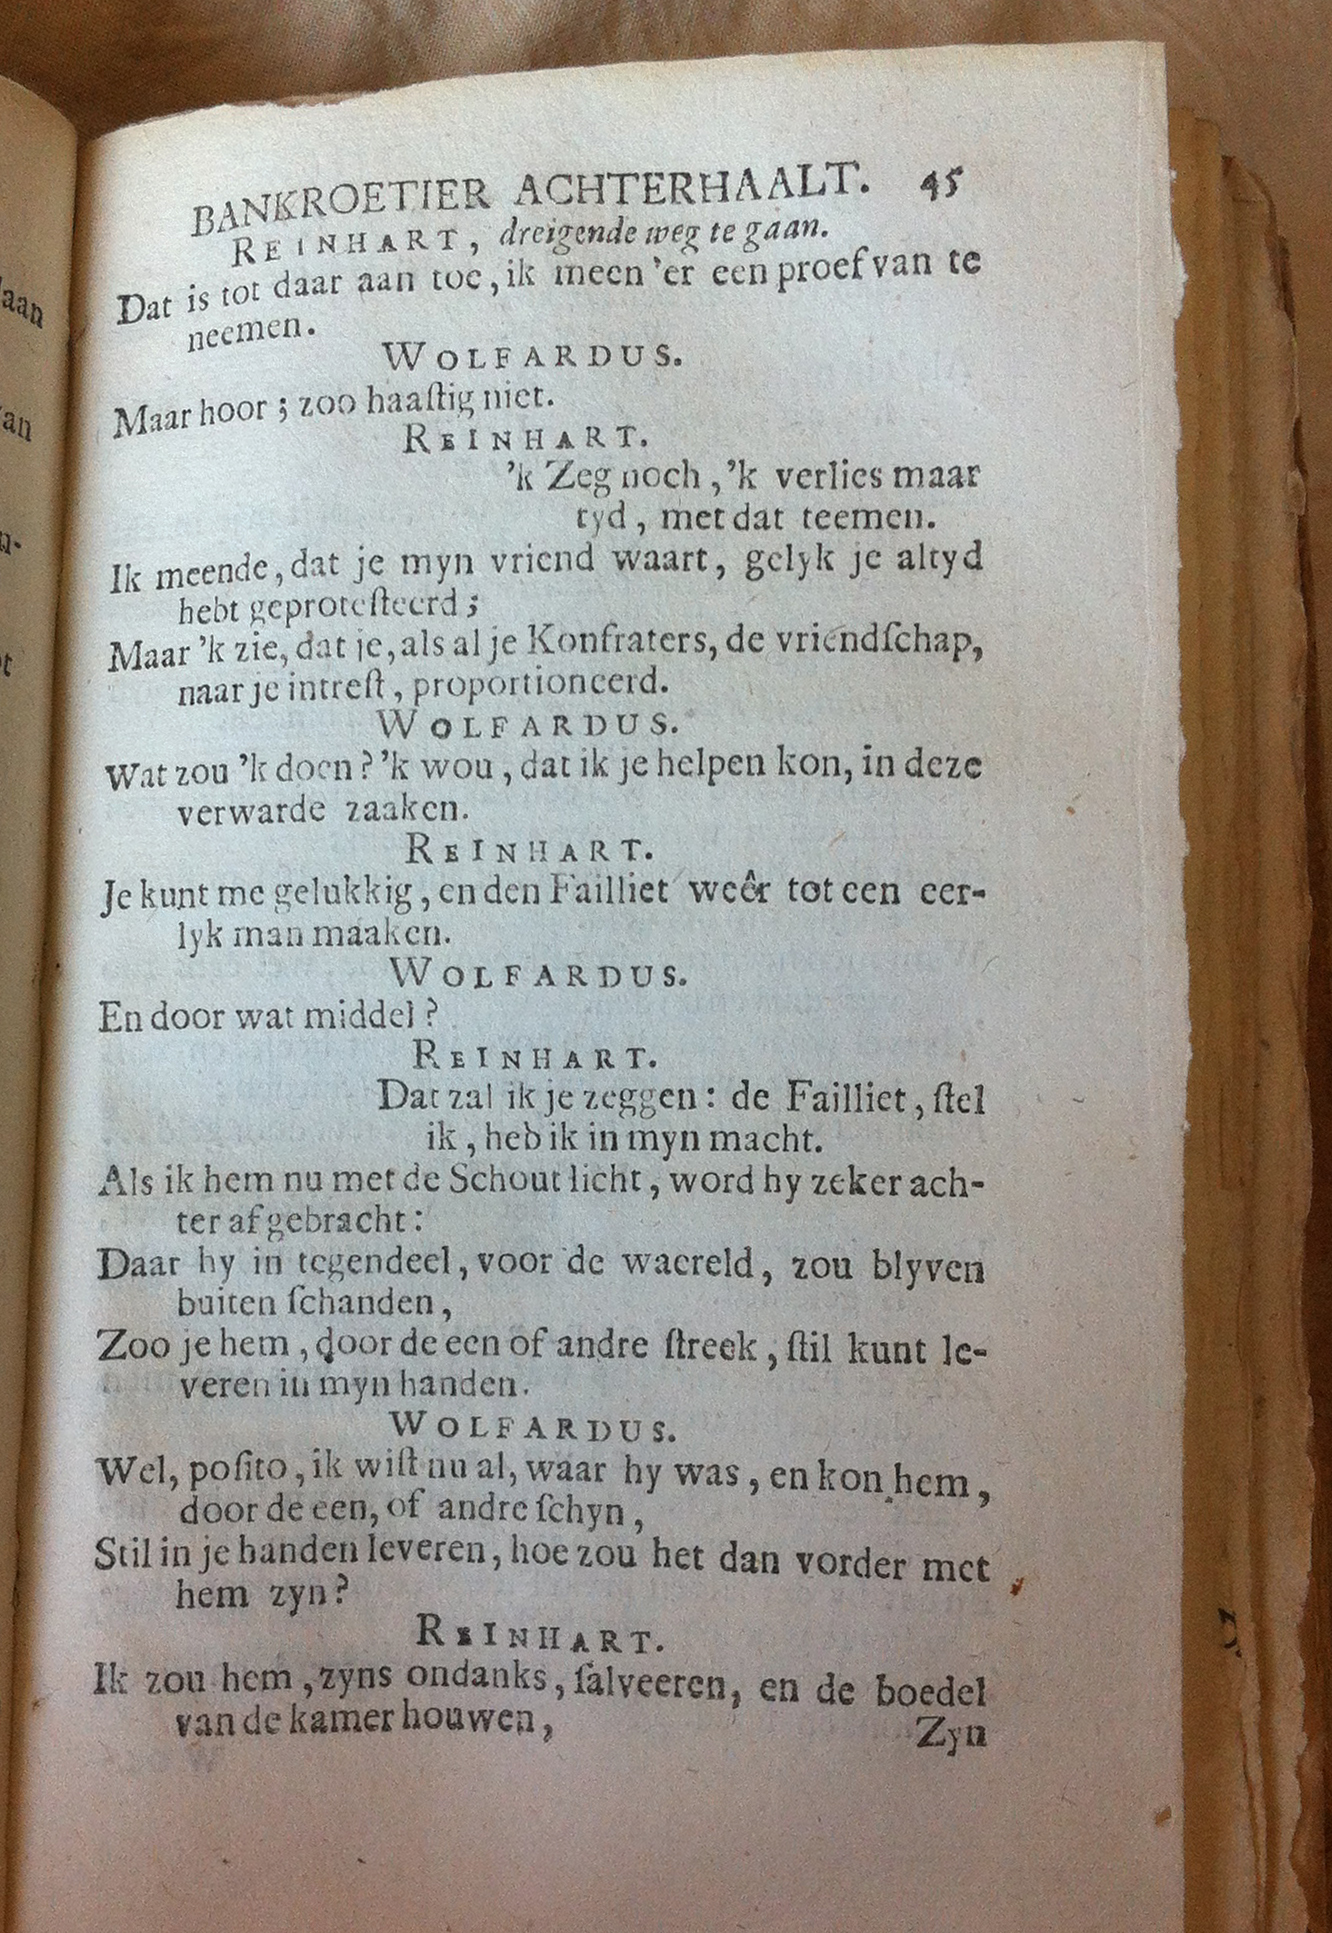 BANKROETIER ACHTERHAALT. 45
REINHART, dreigende weg te gaan.
Dat is tot daar aan toe, ik meen 'er een proef van te
neemen.
WOLFARDUS.
Maar hoor; zoo haaſtig niet.
REINHART.
'k Zeg noch, 'k verlies maar
tyd, met dat teemen.
Ik meende, dat je myn vriend waart, gelyk je altyd
hebt geproteſteerd;
Maar 'k zie, dat je, als al je Konfraters, de vriendſchap,
naar je intreſt, proportioneerd.
WOLFARDUS.
Wat zou 'k doen? 'k wou, dat ik je helpen kon, in deze
verwarde zaaken.
REINHART.
Je kunt me gelukkig, en den Failliet weêr tot een eer-
lyk man maaken.
WOLFARDUS.
En door wat middel?
REINHART.
Dat zal ik je zeggen: de Failliet, ſtel
ik, heb ik in myn macht.
Als ik hem nu met de Schout licht, word hy zeker ach-
ter af gebracht:
Daar hy in tegendeel, voor de waereld, zou blyven
buiten ſchanden,
Zoo je hem, door de een of andre ſtreek, ſtil kunt le-
veren in myn handen.
WOLFARDUS.
Wel, poſito, ik wiſt nu al, waar hy was, en kon hem,
door de een, of andre ſchyn,
Stil in je handen leveren, hoe zou het dan vorder met
hem zyn?
REINHART.
Ik zou hem, zyns ondanks, ſalveeren, en de boedel
van de kamer houwen,
Zyn